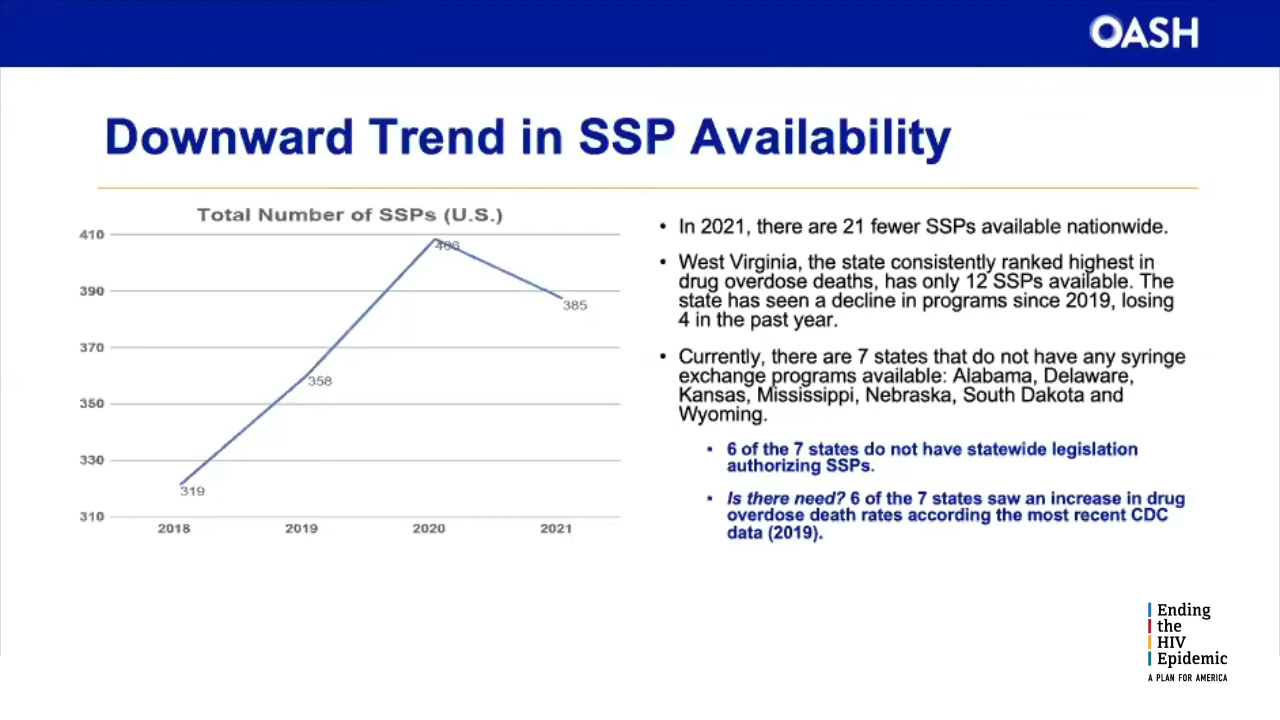 OASH
Downward Trend in SSP Availability
Total Number of SSPs (U.S.)
410
390
370
350
330
310
319
358
406
385
2018 2019 2020 2021
• In 2021, there are 21 fewer SSPs available nationwide.
• West Virginia, the state consistently ranked highest in
drug overdose deaths, has only 12 SSPs available. The
state has seen a decline in programs since 2019, losing
4 in the past year.
• Currently, there are 7 states that do not have any syringe
exchange programs available: Alabama, Delaware,
Kansas, Mississippi, Nebraska, South Dakota and
Wyoming.
• 6 of the 7 states do not have statewide legislation
authorizing SSPs.
• Is there need? 6 of the 7 states saw an increase in drug
overdose death rates according the most recent CDC
data (2019).
Ending
the
HIV
Epidemic
A PLAN FOR AMERICA